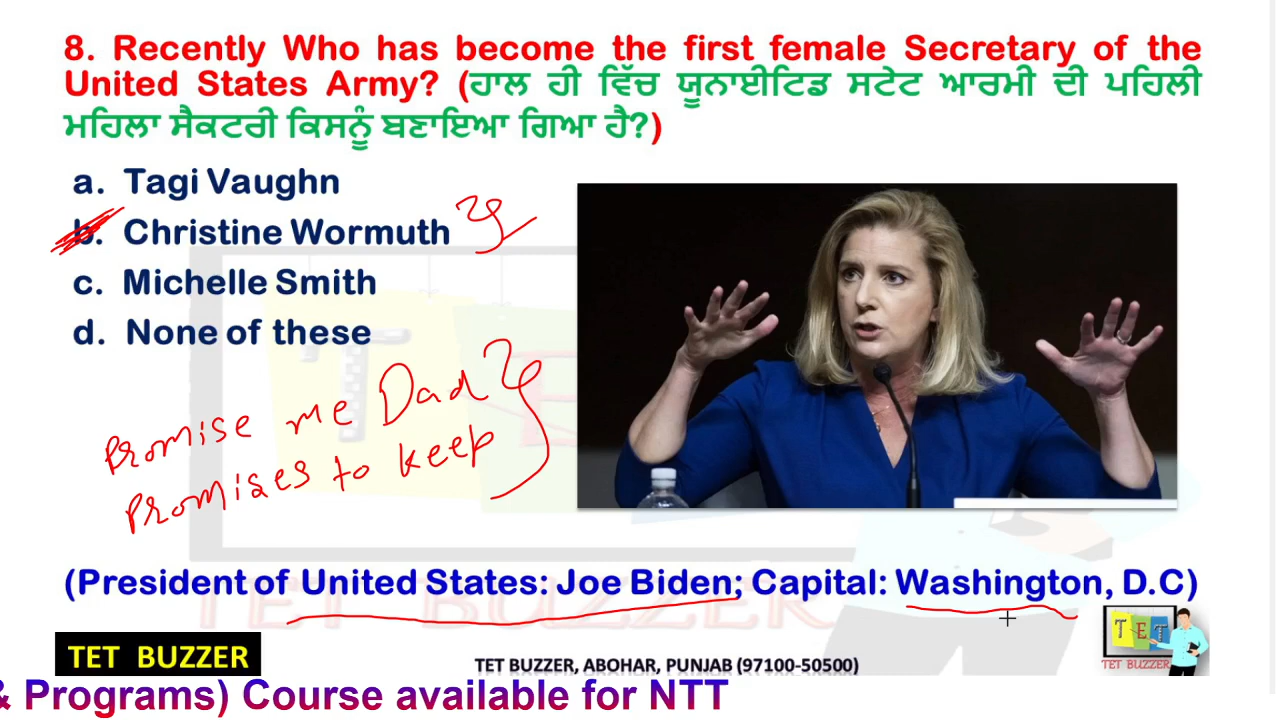 8. Recently Who has become the first female Secretary of the
United States Army? (ਹਾਲ ਹੀ ਵਿੱਚ ਯੂਨਾਈਟਿਡ ਸਟੇਟ ਆਰਮੀ ਦੀ ਪਹਿਲੀ
ਮਹਿਲਾ ਸੈਕਟਰੀ ਕਿਸਨੂੰ ਬਣਾਇਆ ਗਿਆ ਹੈ?)
a. Tagi Vaughn
b. Christine Wormuth
c. Michelle Smith
d. None of these
Promise me Dad
Promises to keep
(President of United States: Joe Biden; Capital: Washington, D.C)
TET BUZZER
TET
TET BUZZER
TET BUZZER
TET BUZZER, ABOHAR, PUNJAB (97100-50500)
& Programs) Course available for NTT